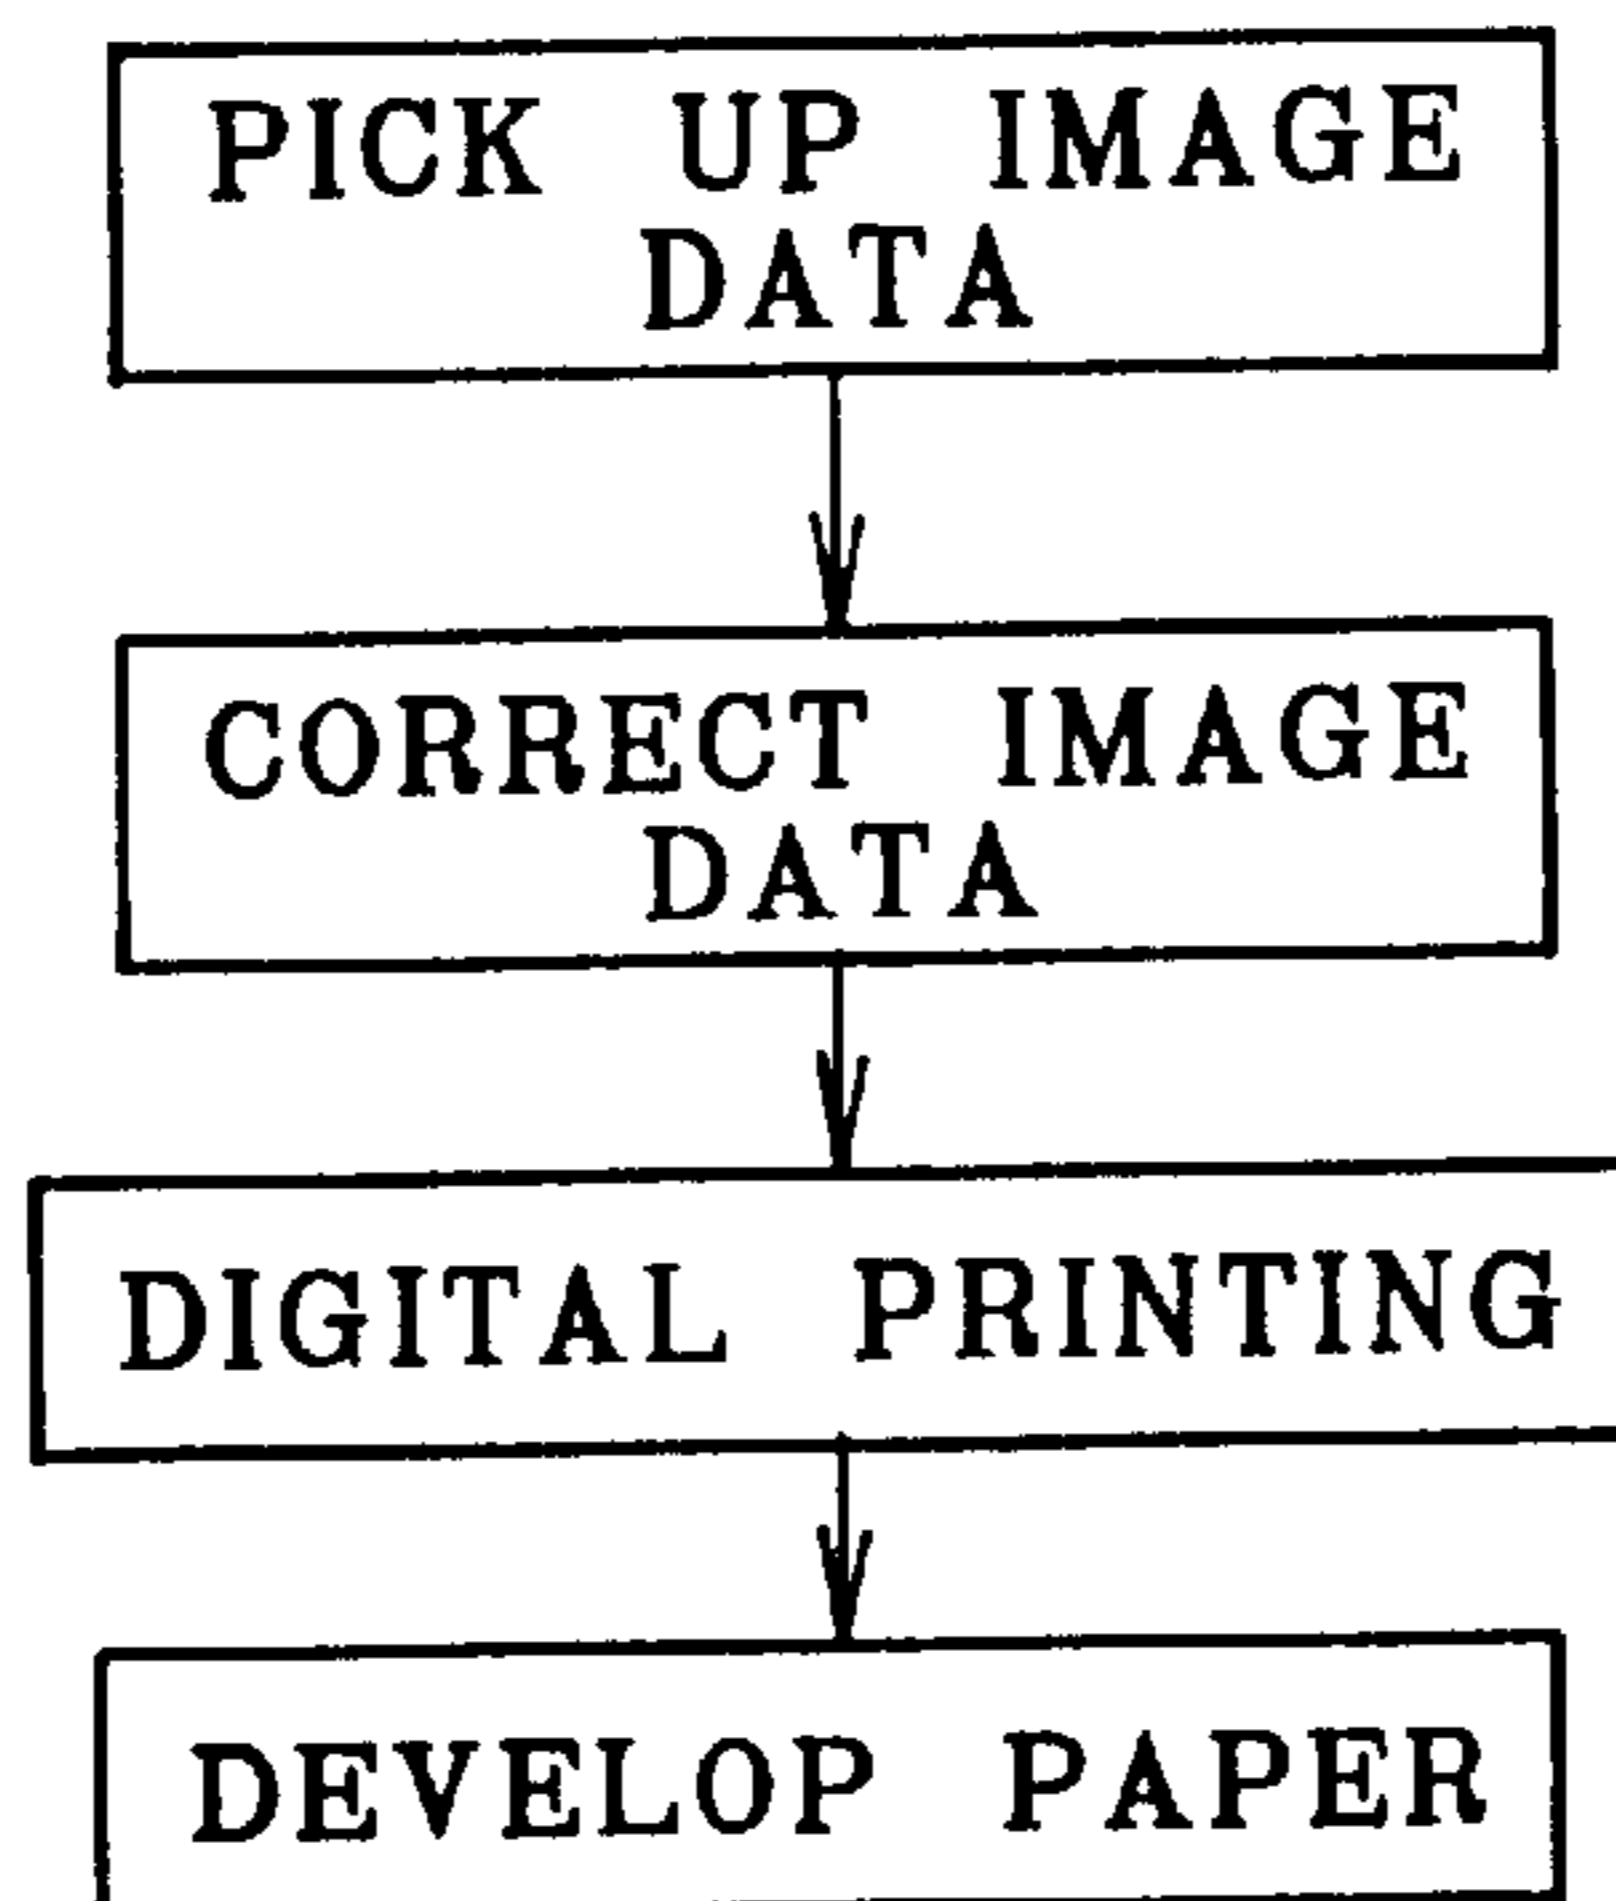 PICK UP IMAGE
DATA
CORRECT IMAGE
DATA
DIGITAL PRINTING
DEVELOP PAPER